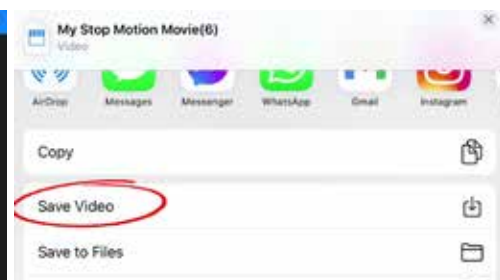 My Stop Motion Movie(6)
Video
AirDrop Messages Messenger WhatsApp Gmail Instagram
Copy
Save Video
Save to Files